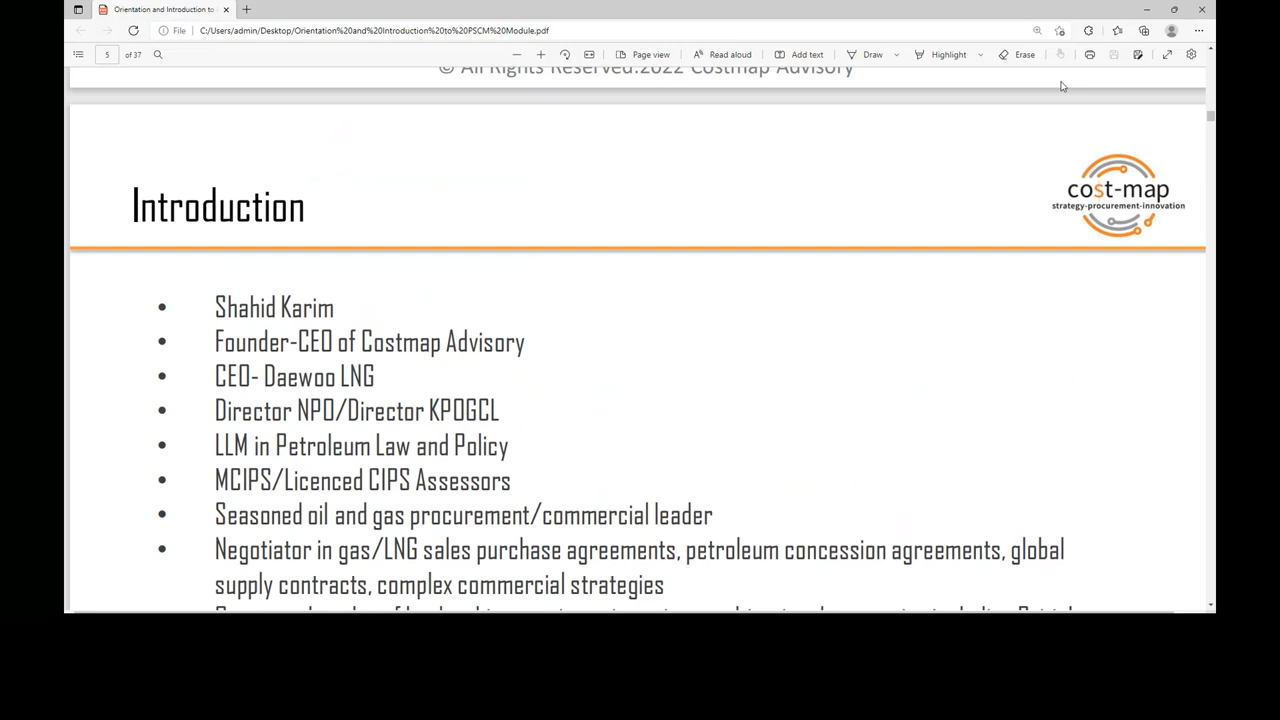 Orientation and Introduction to
File C:/Users/admin/Desktop/Orientation%20and%20Introduction%20to%20PSCM%20Module.pdf
5 of 37 Page view Read aloud Add text Draw Highlight Erase
© All Rights Reserved.2022 Costmap Advisory
Introduction
cost-map
strategy-procurement-innovation
• Shahid Karim
• Founder-CEO of Costmap Advisory
• CEO- Daewoo LNG
• Director NPO/Director KPOGCL
• LLM in Petroleum Law and Policy
• MCIPS/Licenced CIPS Assessors
• Seasoned oil and gas procurement/commercial leader
• Negotiator in gas/LNG sales purchase agreements, petroleum concession agreements, global
supply contracts, complex commercial strategies